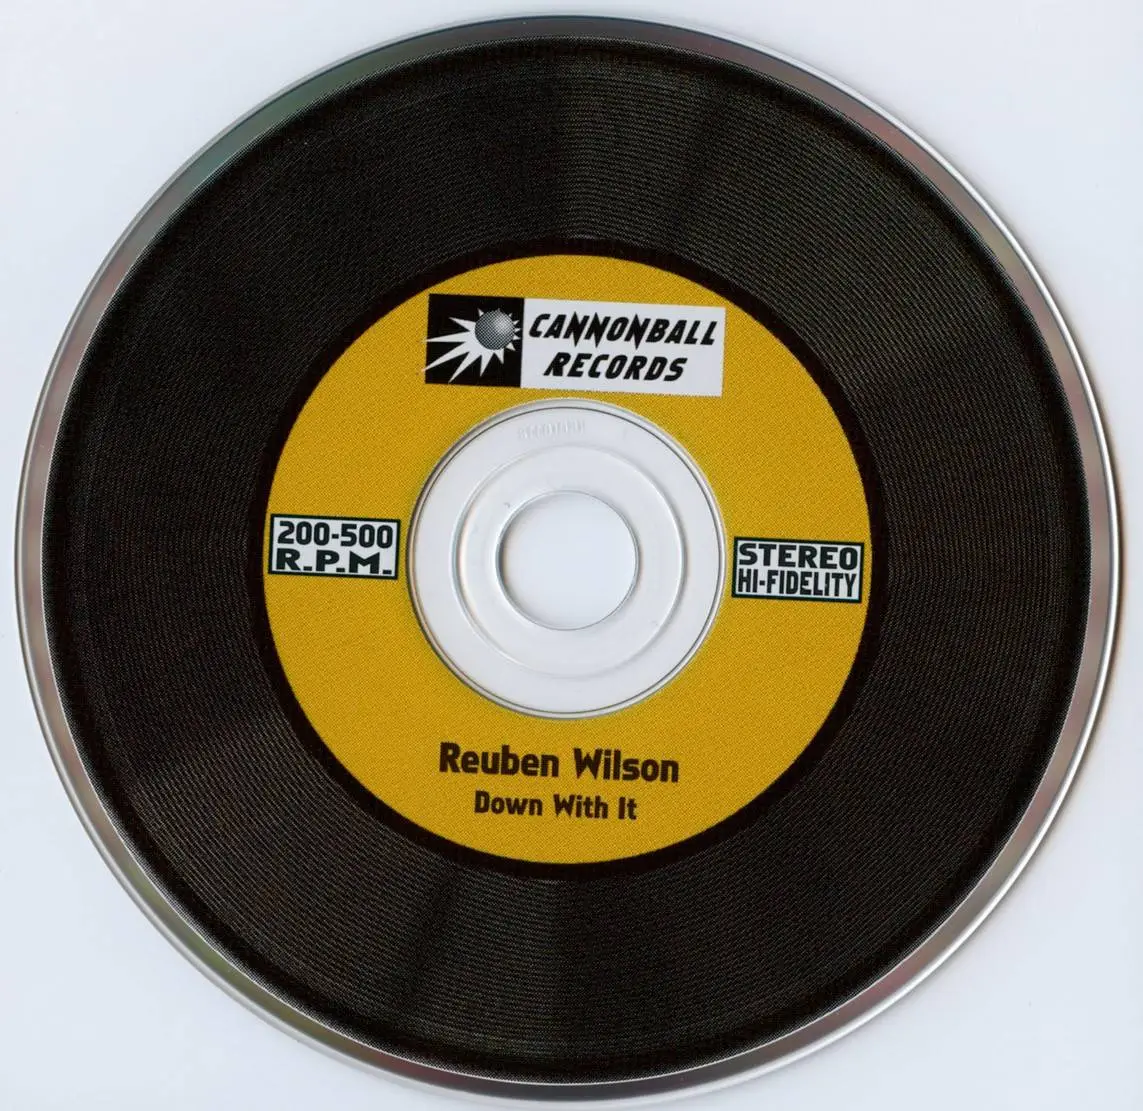 CANNONBALL
RECORDS
200-500
R.P.M.
STEREO
HI-FIDELITY
Reuben Wilson
Down With It